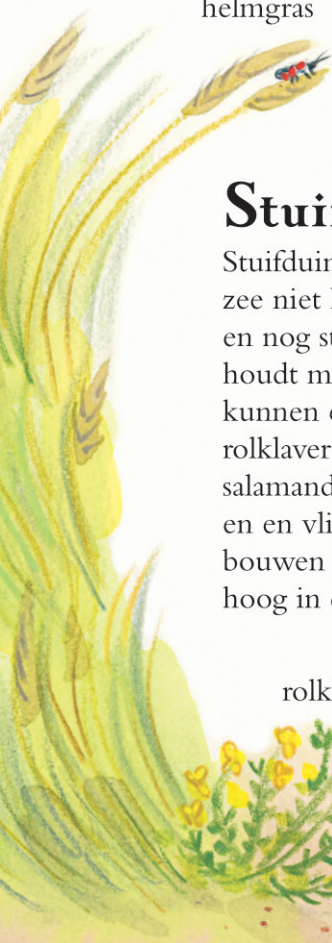 helmgras
Stui
Stuifduin
zee niet
en nog st
houdt m
kunnen
rolklaver
salamand
en en vli
bouwen
hoog in
rolk